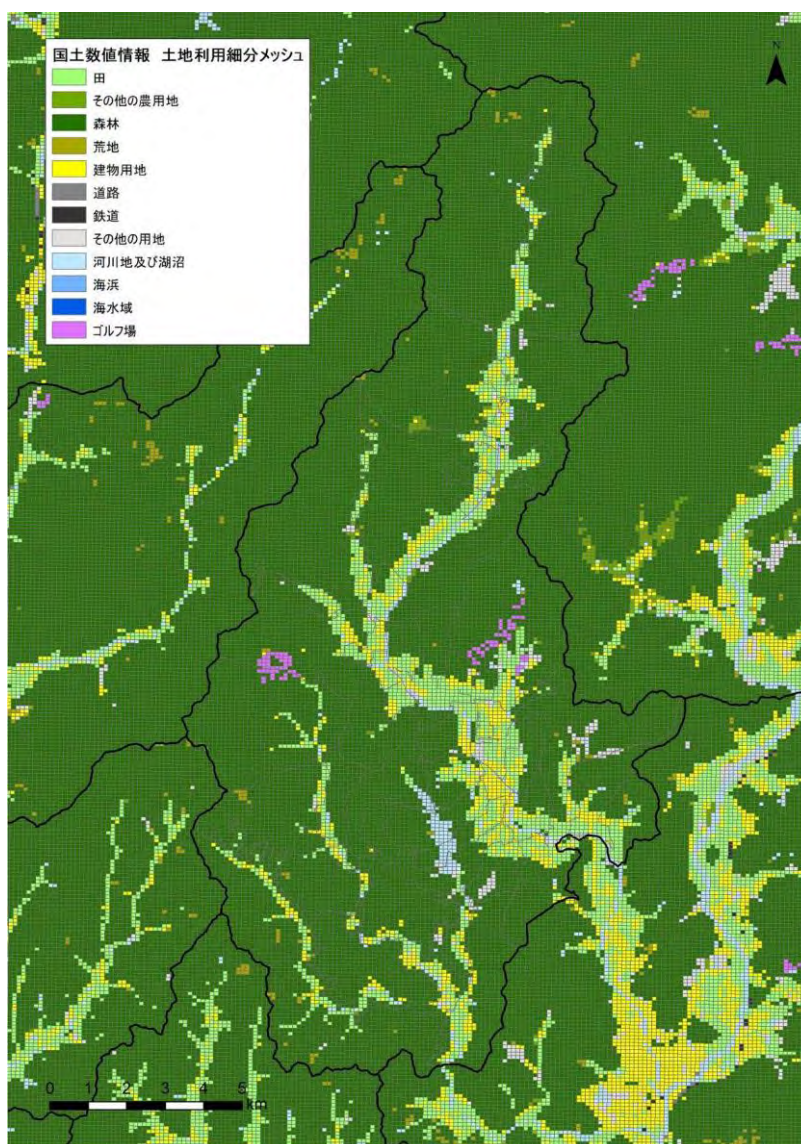 国土数値情報 土地利用細分メッシュ
田
その他の農用地
森林
荒地
建物用地
道路
鉄道
その他の用地
河川地及び湖沼
海浜
海水域
ゴルフ場
N
0 1 2 3 4 5
km